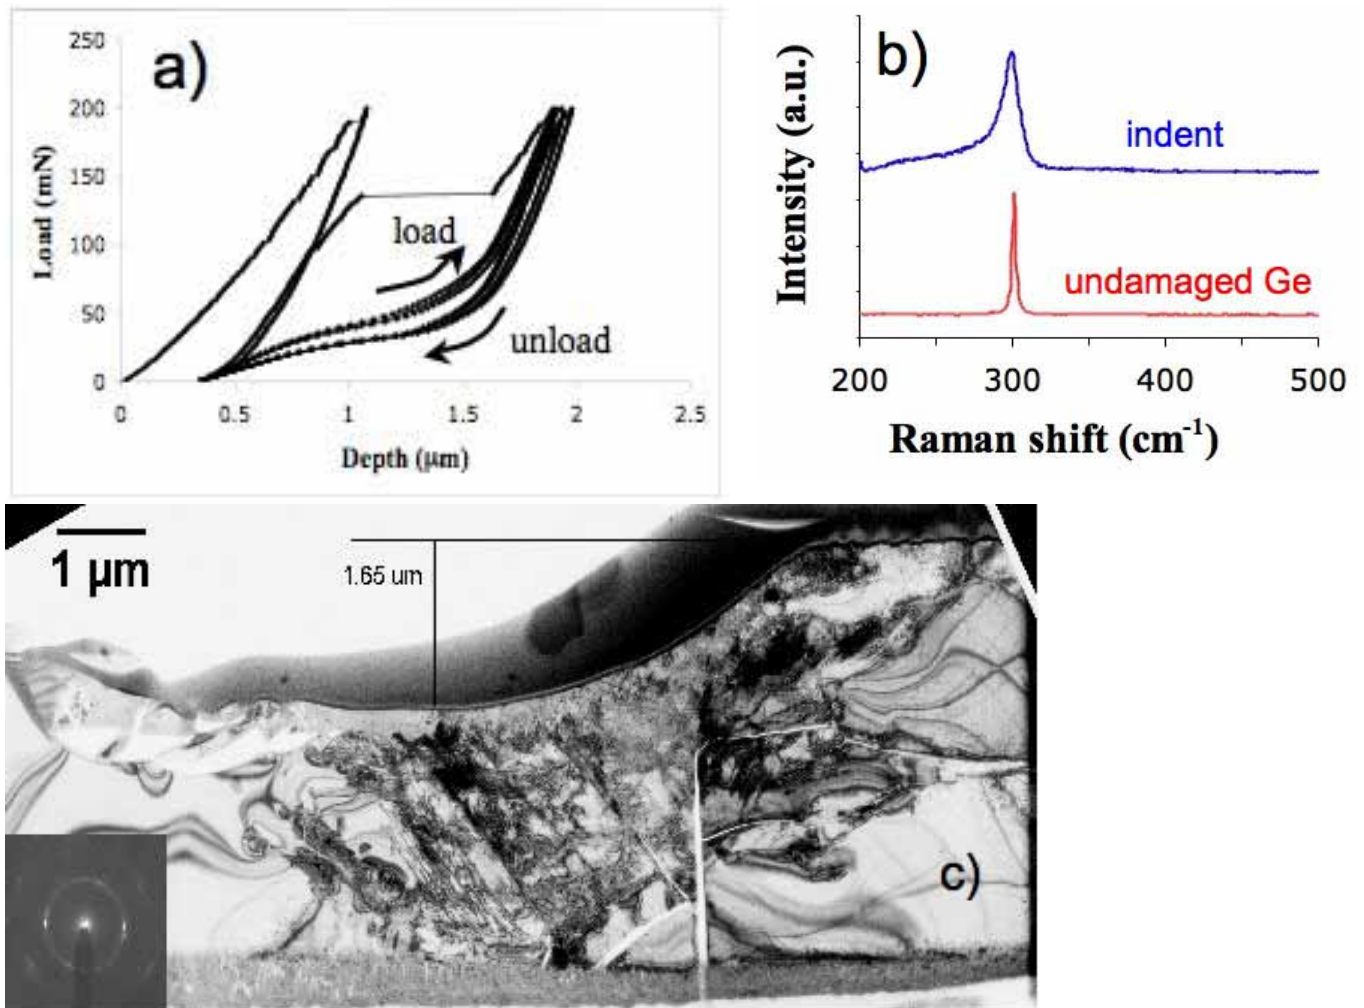 a)
Load (mN)
250
200
150
100
50
0
load
unload
0 0.5 1 1.5 2 2.5
Depth (μm)
b)
Intensity (a.u.)
indent
undamaged Ge
200 300 400 500
Raman shift (cm⁻¹)
1 μm
1.65 um
c)